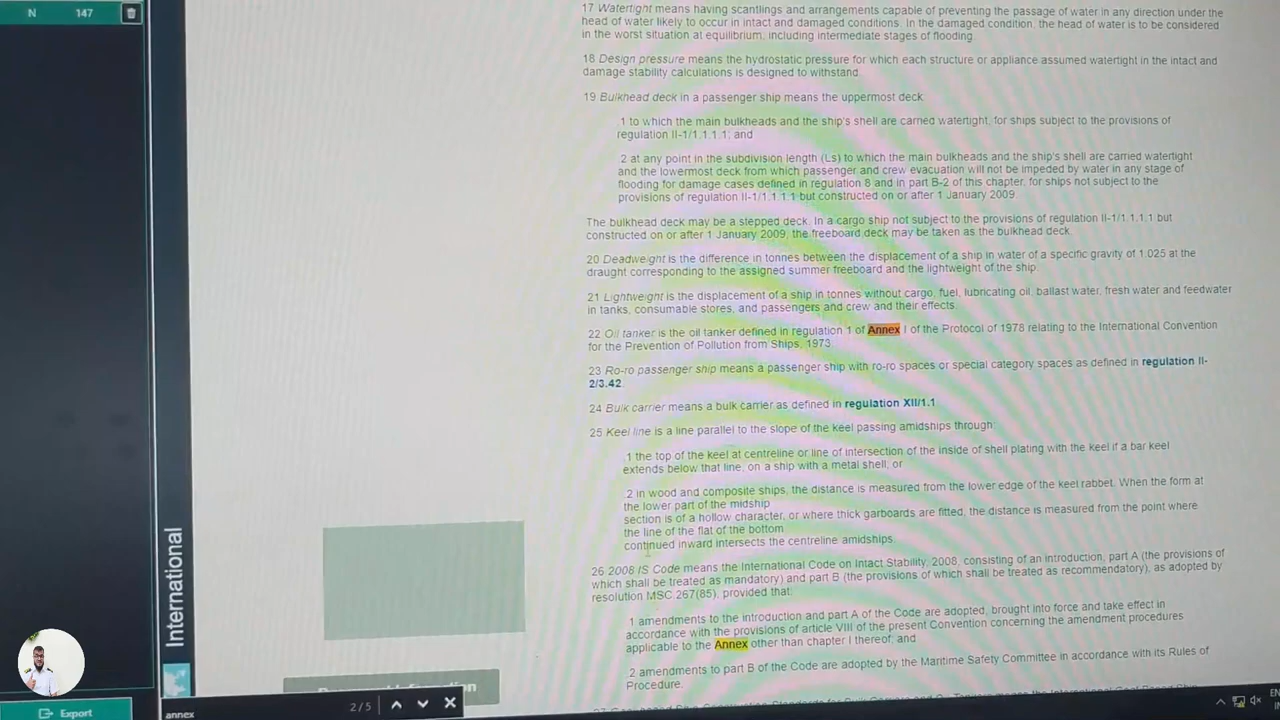 N 147
17 Watertight means having scantlings and arrangements capable of preventing the passage of water in any direction under the
head of water likely to occur in intact and damaged conditions. In the damaged condition, the head of water is to be considered
in the worst situation at equilibrium, including intermediate stages of flooding.
18 Design pressure means the hydrostatic pressure for which each structure or appliance assumed watertight in the intact and
damage stability calculations is designed to withstand.
19 Bulkhead deck in a passenger ship means the uppermost deck:
.1 to which the main bulkheads and the ship's shell are carried watertight, for ships subject to the provisions of
regulation II-1/1.1.1.1; and
.2 at any point in the subdivision length (Ls) to which the main bulkheads and the ship's shell are carried watertight
and the lowermost deck from which passenger and crew evacuation will not be impeded by water in any stage of
flooding for damage cases defined in regulation 8 and in part B-2 of this chapter, for ships not subject to the
provisions of regulation II-1/1.1.1.1 but constructed on or after 1 January 2009.
The bulkhead deck may be a stepped deck. In a cargo ship not subject to the provisions of regulation II-1/1.1.1.1 but
constructed on or after 1 January 2009, the freeboard deck may be taken as the bulkhead deck.
20 Deadweight is the difference in tonnes between the displacement of a ship in water of a specific gravity of 1.025 at the
draught corresponding to the assigned summer freeboard and the lightweight of the ship.
21 Lightweight is the displacement of a ship in tonnes without cargo, fuel, lubricating oil, ballast water, fresh water and feedwater
in tanks, consumable stores, and passengers and crew and their effects.
22 Oil tanker is the oil tanker defined in regulation 1 of Annex I of the Protocol of 1978 relating to the International Convention
for the Prevention of Pollution from Ships, 1973.
23 Ro-ro passenger ship means a passenger ship with ro-ro spaces or special category spaces as defined in regulation II-
2/3.42.
24 Bulk carrier means a bulk carrier as defined in regulation XII/1.1.
25 Keel line is a line parallel to the slope of the keel passing amidships through:
.1 the top of the keel at centreline or line of intersection of the inside of shell plating with the keel if a bar keel
extends below that line, on a ship with a metal shell; or
.2 in wood and composite ships, the distance is measured from the lower edge of the keel rabbet. When the form at
the lower part of the midship
section is of a hollow character, or where thick garboards are fitted, the distance is measured from the point where
the line of the flat of the bottom
continued inward intersects the centreline amidships.
26 2008 IS Code means the International Code on Intact Stability, 2008, consisting of an introduction, part A (the provisions of
which shall be treated as mandatory) and part B (the provisions of which shall be treated as recommendatory), as adopted by
resolution MSC.267(85), provided that:
.1 amendments to the introduction and part A of the Code are adopted, brought into force and take effect in
accordance with the provisions of article VIII of the present Convention concerning the amendment procedures
applicable to the Annex other than chapter I thereof; and
.2 amendments to part B of the Code are adopted by the Maritime Safety Committee in accordance with its Rules of
Procedure.
International
Export
annex
2/5
EN